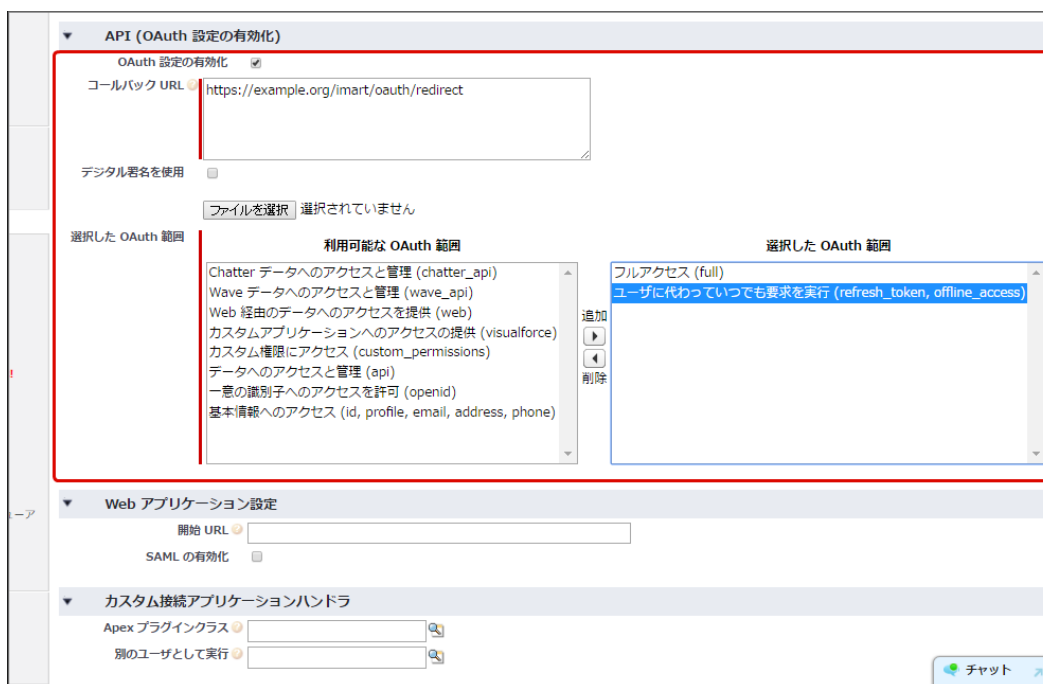 API (OAuth 設定の有効化)
OAuth 設定の有効化
コールバック URL
https://example.org/imart/oauth/redirect
デジタル署名を使用
ファイルを選択 選択されていません
選択した OAuth 範囲
利用可能な OAuth 範囲
選択した OAuth 範囲
Chatter データへのアクセスと管理 (chatter_api)
Wave データへのアクセスと管理 (wave_api)
Web 経由のデータへのアクセスを提供 (web)
カスタムアプリケーションへのアクセスの提供 (visualforce)
カスタム権限にアクセス (custom_permissions)
データへのアクセスと管理 (api)
一意の識別子へのアクセスを許可 (openid)
基本情報へのアクセス (id, profile, email, address, phone)
追加
削除
フルアクセス (full)
ユーザに代わっていつでも要求を実行 (refresh_token, offline_access)
!
ューア
Web アプリケーション設定
開始 URL
SAML の有効化
カスタム接続アプリケーションハンドラ
Apex プラグインクラス
別のユーザとして実行
チャット